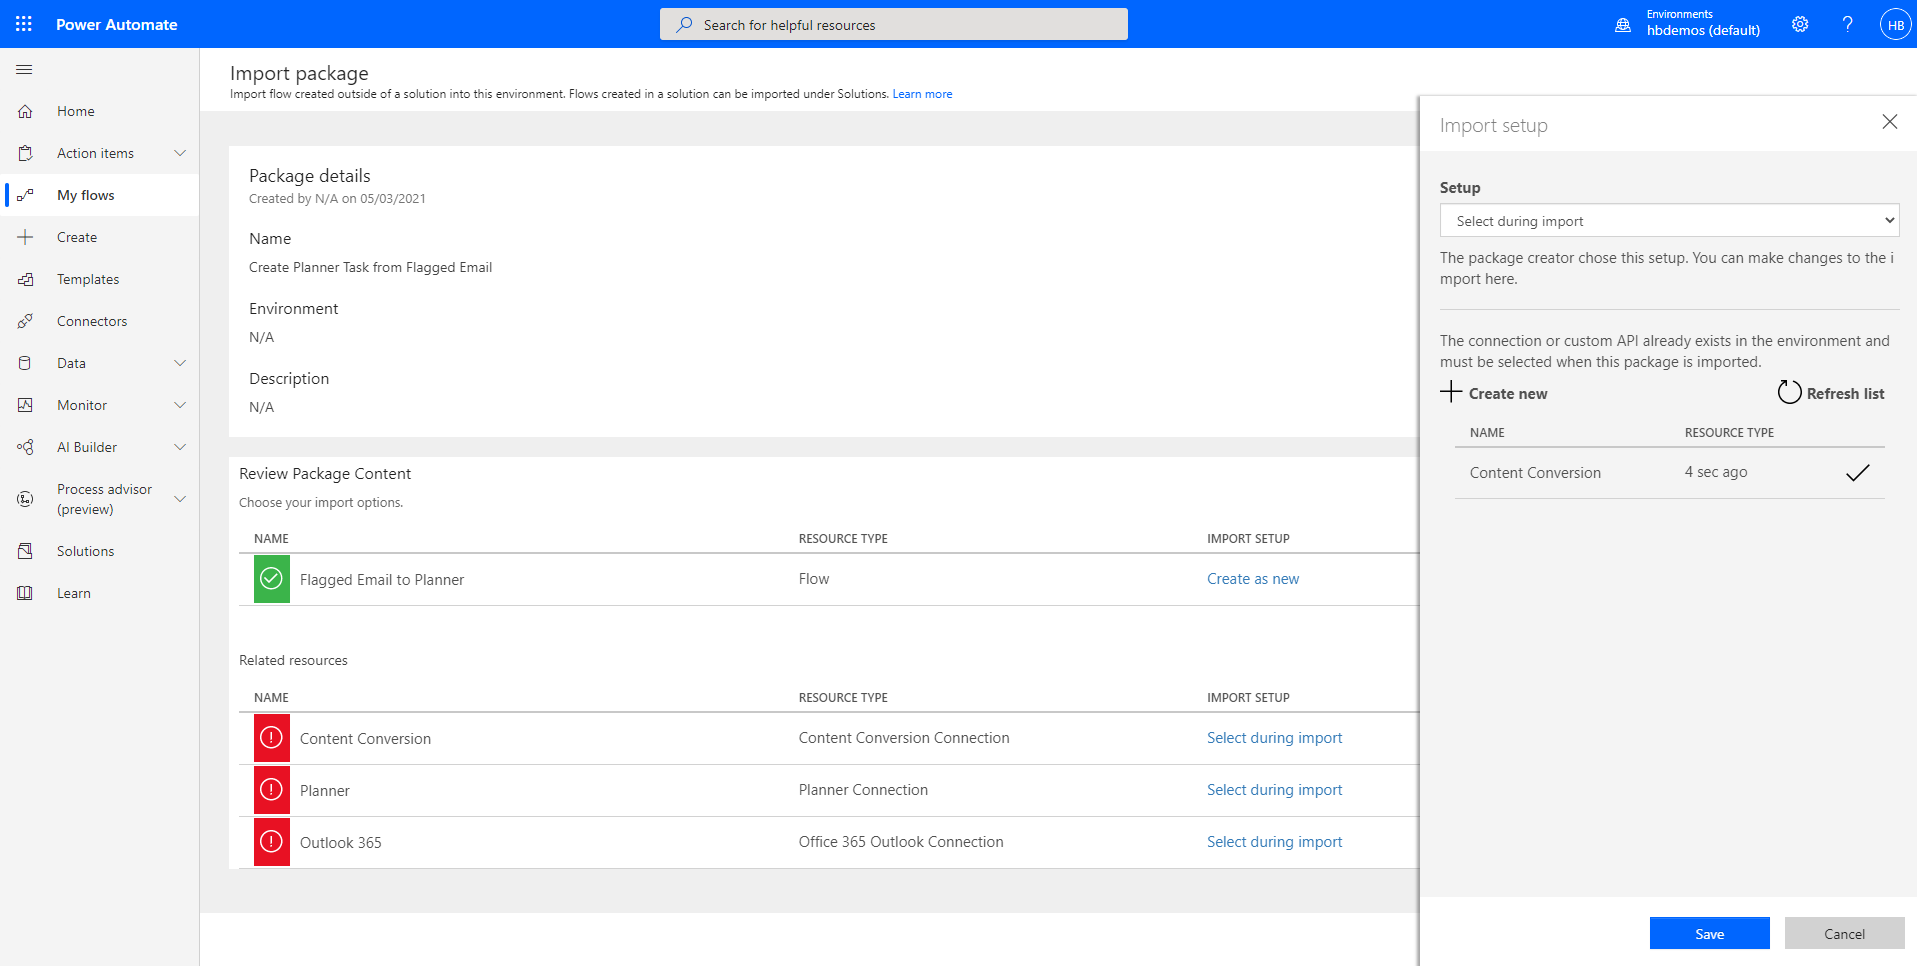 Power Automate
Search for helpful resources
Environments
hbdemos (default)
?
HB
Home
Action items
My flows
Create
Templates
Connectors
Data
Monitor
AI Builder
Process advisor
(preview)
Solutions
Learn
Import package
Import flow created outside of a solution into this environment. Flows created in a solution can be imported under Solutions. Learn more
Package details
Created by N/A on 05/03/2021
Name
Create Planner Task from Flagged Email
Environment
N/A
Description
N/A
Review Package Content
Choose your import options.
NAME RESOURCE TYPE IMPORT SETUP
Flagged Email to Planner Flow Create as new
Related resources
NAME RESOURCE TYPE IMPORT SETUP
Content Conversion Content Conversion Connection Select during import
Planner Planner Connection Select during import
Outlook 365 Office 365 Outlook Connection Select during import
Import setup
Setup
Select during import
The package creator chose this setup. You can make changes to the i
mport here.
The connection or custom API already exists in the environment and
must be selected when this package is imported.
Create new Refresh list
NAME RESOURCE TYPE
Content Conversion 4 sec ago
Save Cancel